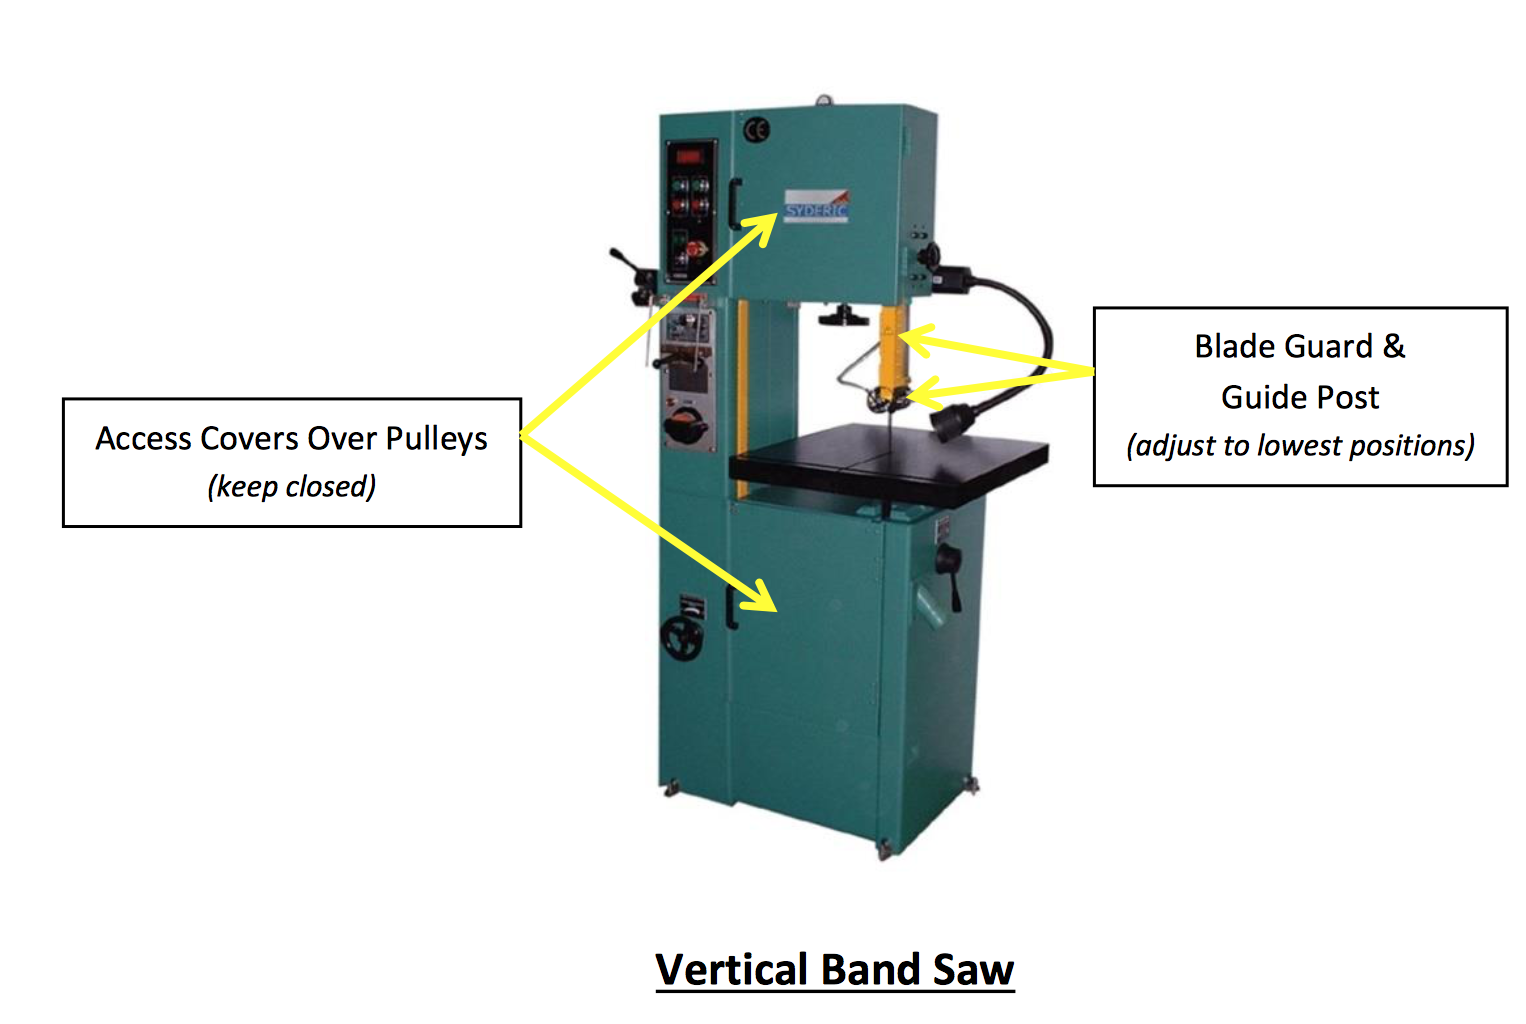 CE
SYDERIC
Access Covers Over Pulleys
(keep closed)
Blade Guard &
Guide Post
(adjust to lowest positions)
Vertical Band Saw